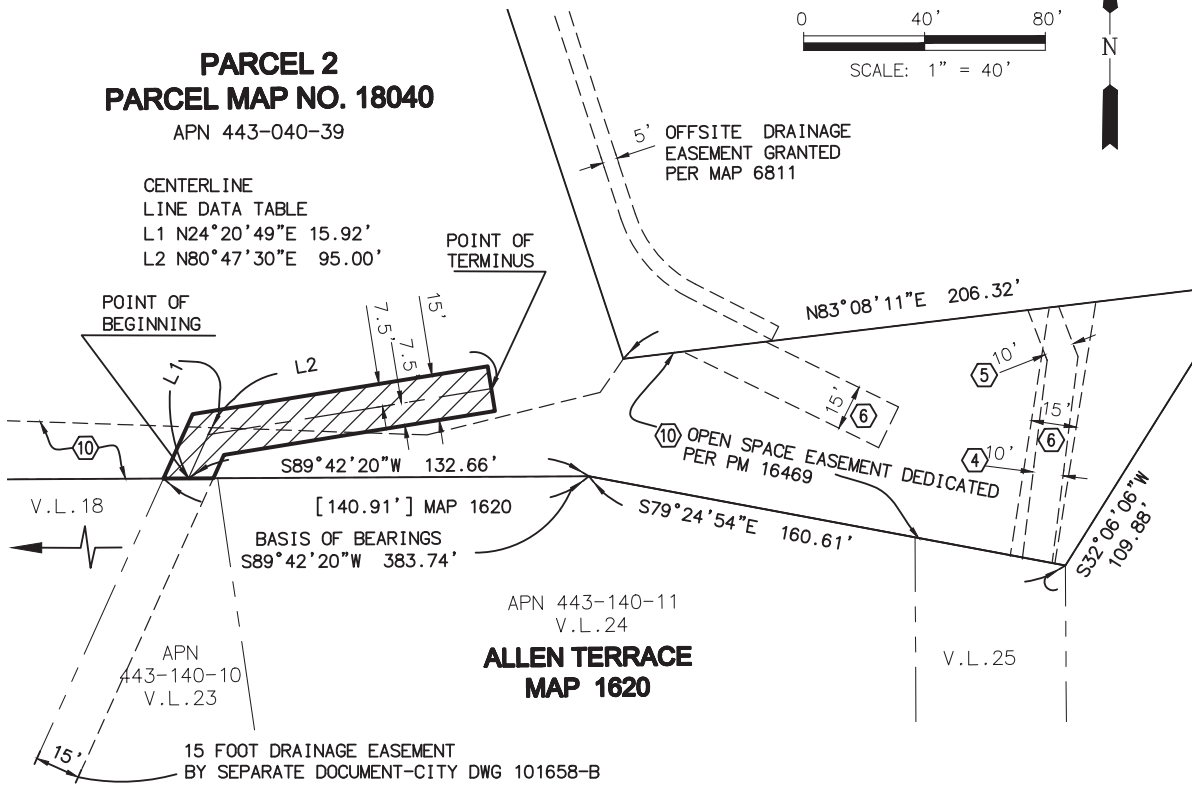 0 40' 80'
SCALE: 1" = 40'
N
PARCEL 2
PARCEL MAP NO. 18040
APN 443-040-39
5' OFFSITE DRAINAGE
EASEMENT GRANTED
PER MAP 6811
CENTERLINE
LINE DATA TABLE
L1 N24°20'49"E 15.92'
L2 N80°47'30"E 95.00'
POINT OF
TERMINUS
POINT OF
BEGINNING
7.5'
7.5'
15'
L1
L2
N83°08'11"E 206.32'
10'
5
15'
6
15'
6
10'
4
10
10 OPEN SPACE EASEMENT DEDICATED
PER PM 16469
S89°42'20"W 132.66'
[140.91'] MAP 1620
V.L.18
BASIS OF BEARINGS
S89°42'20"W 383.74'
S79°24'54"E 160.61'
S32°06'06"W
109.88'
APN 443-140-11
V.L.24
ALLEN TERRACE
MAP 1620
APN
443-140-10
V.L.23
V.L.25
15'
15 FOOT DRAINAGE EASEMENT
BY SEPARATE DOCUMENT-CITY DWG 101658-B